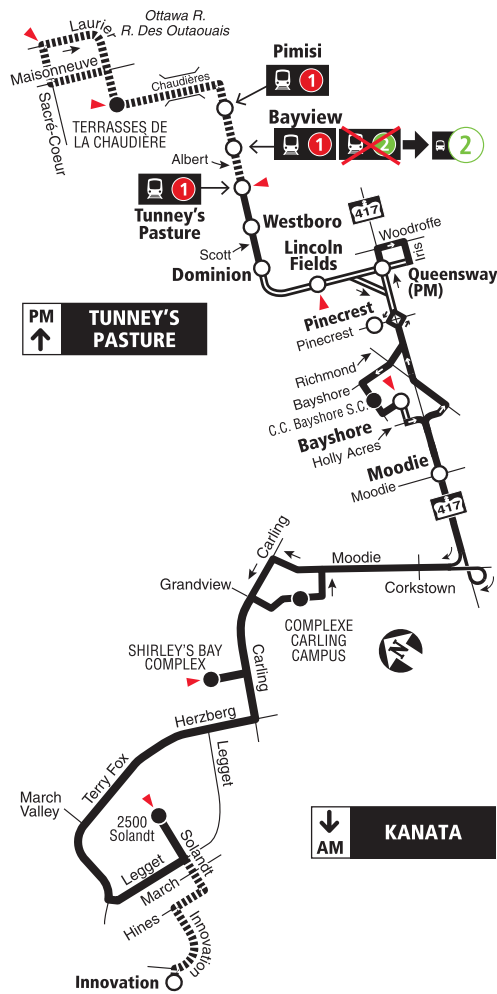 Ottawa R.
R. Des Outaouais
Laurier
Maisonneuve
Sacré-Coeur
TERRASSES DE
LA CHAUDIÈRE
Chaudières
Pimisi
1
Bayview
1
2
2
Albert
1
Tunney's
Pasture
Westboro
Scott
Dominion
Lincoln
Fields
417
Woodroffe
Iris
Queensway
(PM)
PM
TUNNEY'S
PASTURE
Pinecrest
Pinecrest
Richmond
Bayshore
C.C. Bayshore S.C.
Bayshore
Holly Acres
Moodie
Moodie
417
Carling
Moodie
Corkstown
Grandview
COMPLEXE
CARLING
CAMPUS
N
SHIRLEY'S BAY
COMPLEX
Carling
Herzberg
Legget
Terry Fox
March
Valley
2500
Solandt
Solandt
Legget
March
Hines
Innovation
Innovation
AM
KANATA